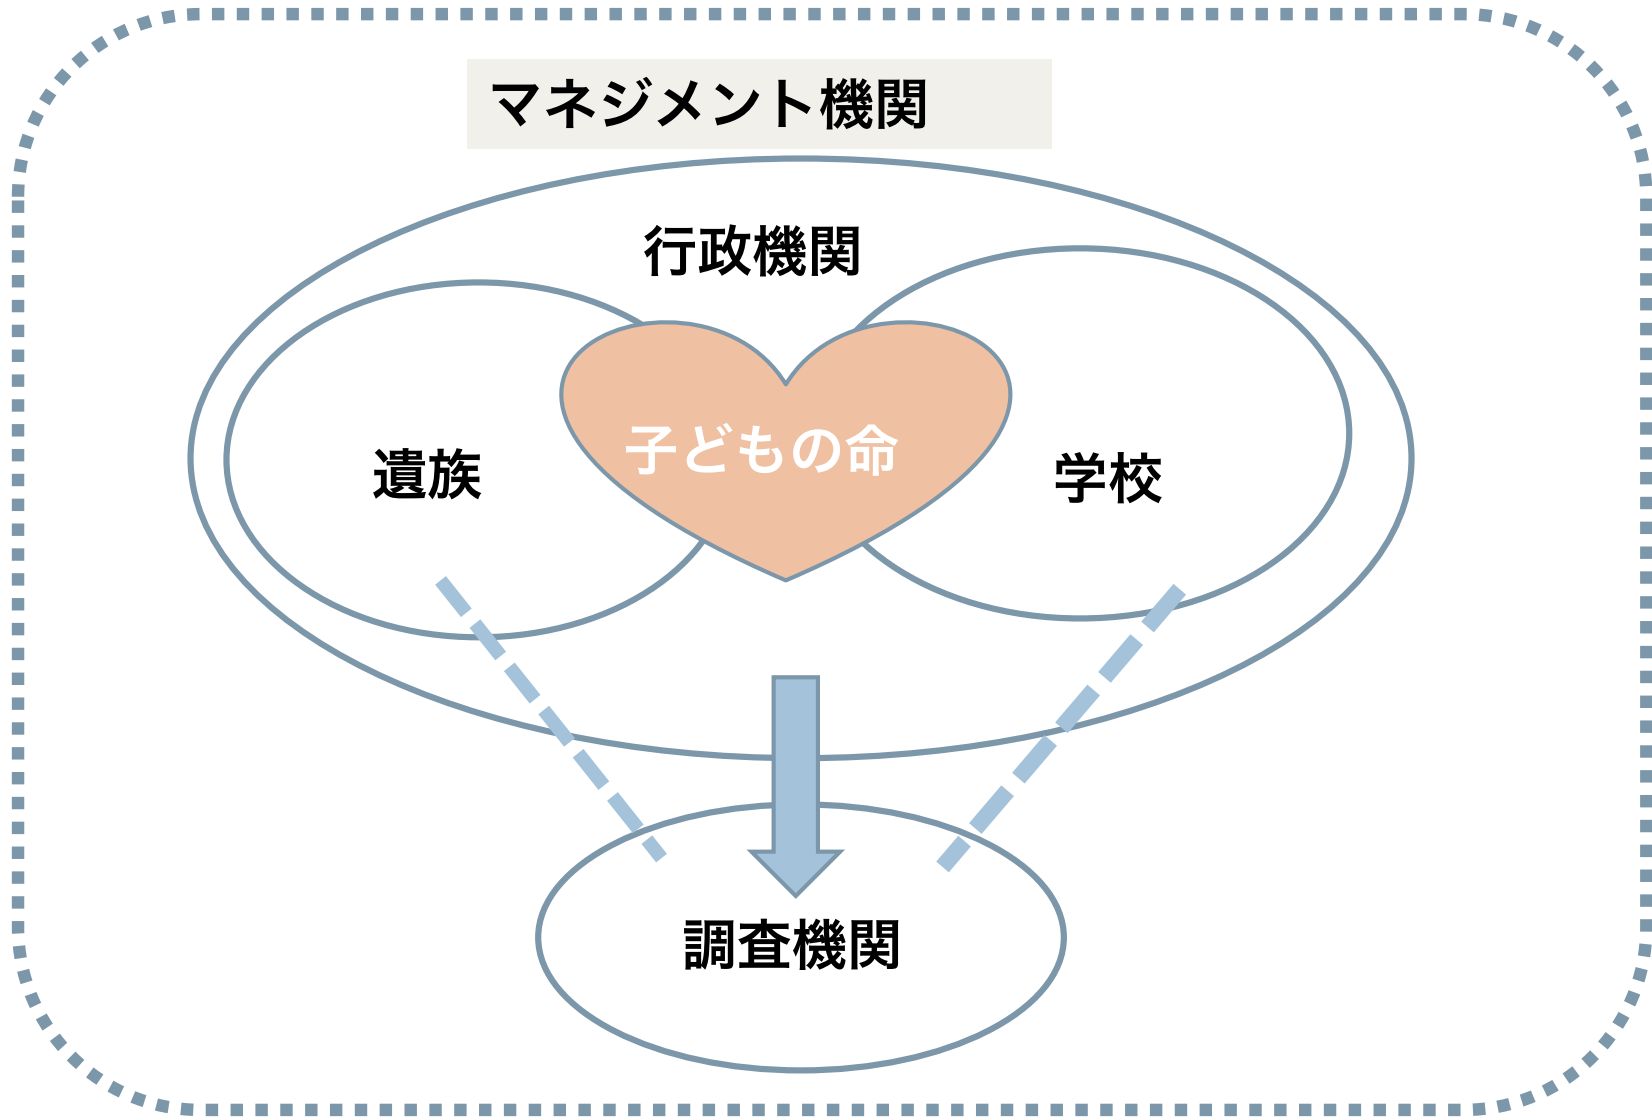 マネジメント機関
行政機関
子どもの命
遺族
学校
調査機関